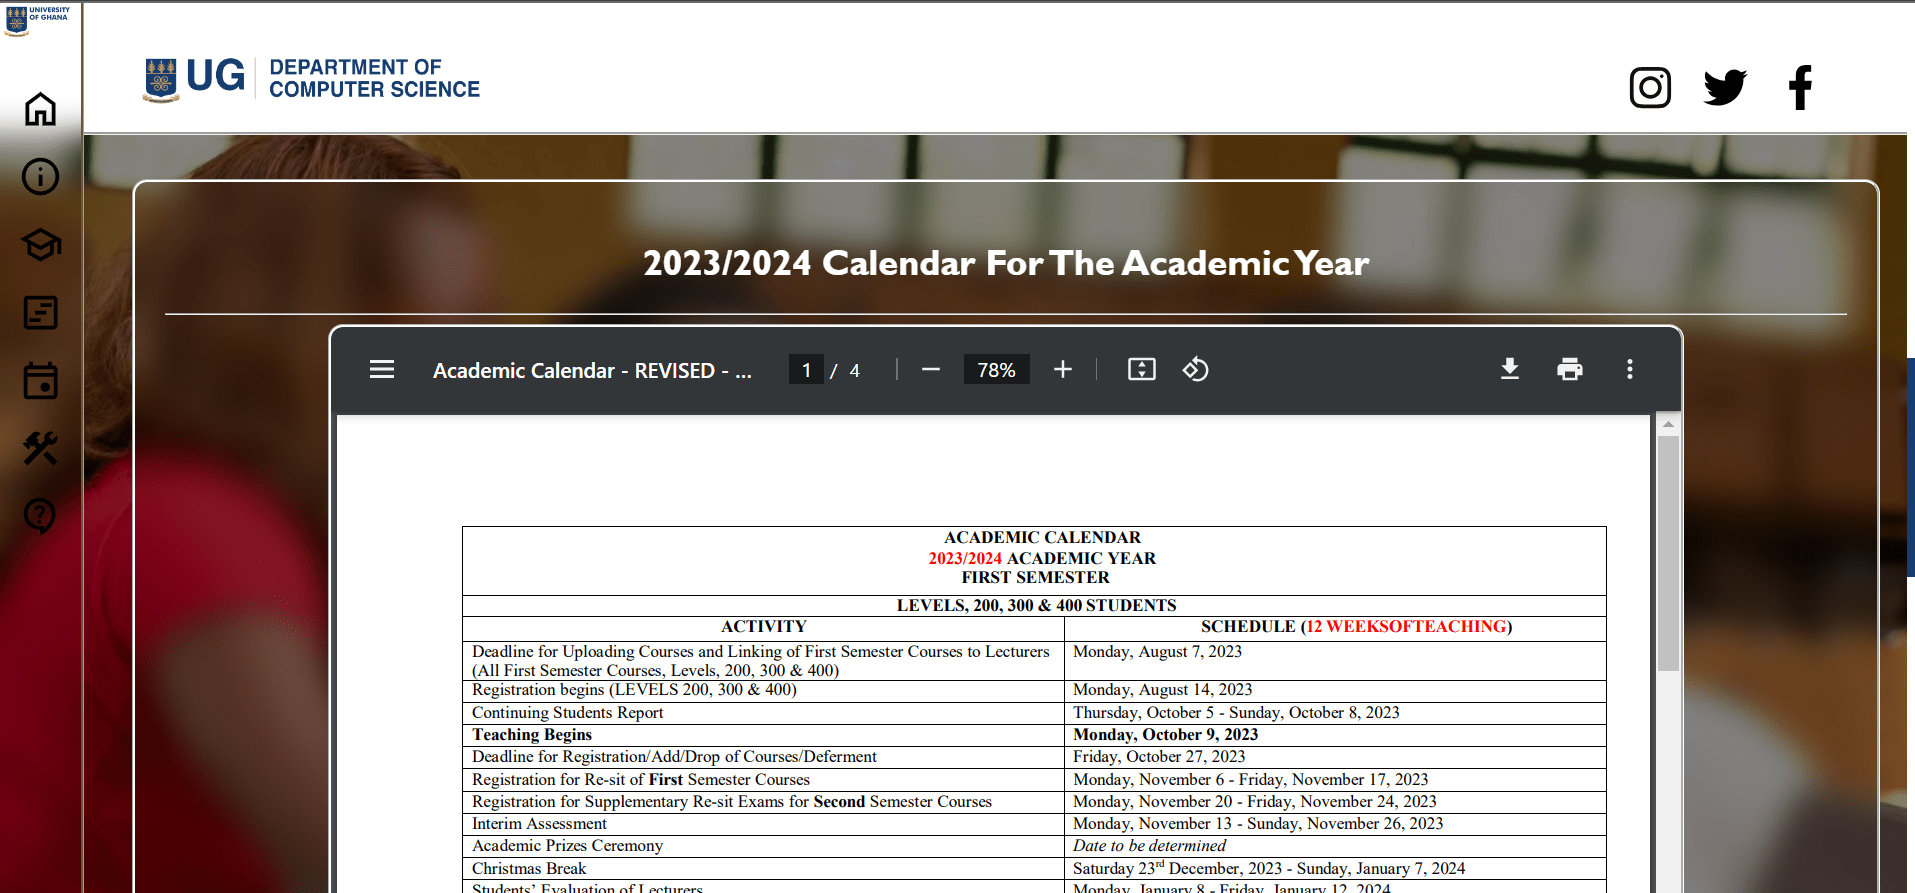 UNIVERSITY
OF GHANA
UG
DEPARTMENT OF
COMPUTER SCIENCE
2023/2024 Calendar For The Academic Year
Academic Calendar - REVISED - ... 1 / 4 78%
ACADEMIC CALENDAR
2023/2024 ACADEMIC YEAR
FIRST SEMESTER
LEVELS, 200, 300 & 400 STUDENTS
ACTIVITY SCHEDULE (12 WEEKSOFTEACHING)
Deadline for Uploading Courses and Linking of First Semester Courses to Lecturers Monday, August 7, 2023
(All First Semester Courses, Levels, 200, 300 & 400)
Registration begins (LEVELS 200, 300 & 400) Monday, August 14, 2023
Continuing Students Report Thursday, October 5 - Sunday, October 8, 2023
Teaching Begins Monday, October 9, 2023
Deadline for Registration/Add/Drop of Courses/Deferment Friday, October 27, 2023
Registration for Re-sit of First Semester Courses Monday, November 6 - Friday, November 17, 2023
Registration for Supplementary Re-sit Exams for Second Semester Courses Monday, November 20 - Friday, November 24, 2023
Interim Assessment Monday, November 13 - Sunday, November 26, 2023
Academic Prizes Ceremony Date to be determined
Christmas Break Saturday 23rd December, 2023 - Sunday, January 7, 2024
Students' Evaluation of Lecturers Monday, January 8 - Friday, January 12, 2024